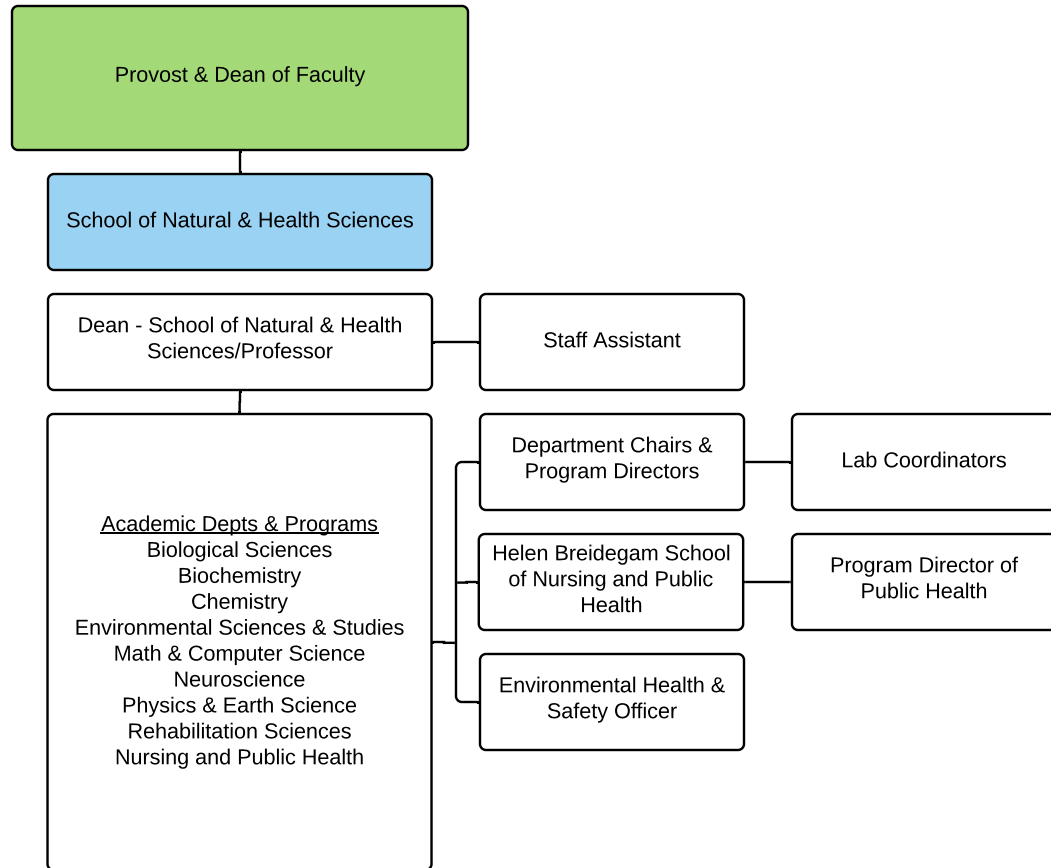 Provost & Dean of Faculty
School of Natural & Health Sciences
Dean - School of Natural & Health
Sciences/Professor
Staff Assistant
Academic Depts & Programs
Biological Sciences
Biochemistry
Chemistry
Environmental Sciences & Studies
Math & Computer Science
Neuroscience
Physics & Earth Science
Rehabilitation Sciences
Nursing and Public Health
Department Chairs &
Program Directors
Lab Coordinators
Helen Breidegam School
of Nursing and Public
Health
Program Director of
Public Health
Environmental Health &
Safety Officer